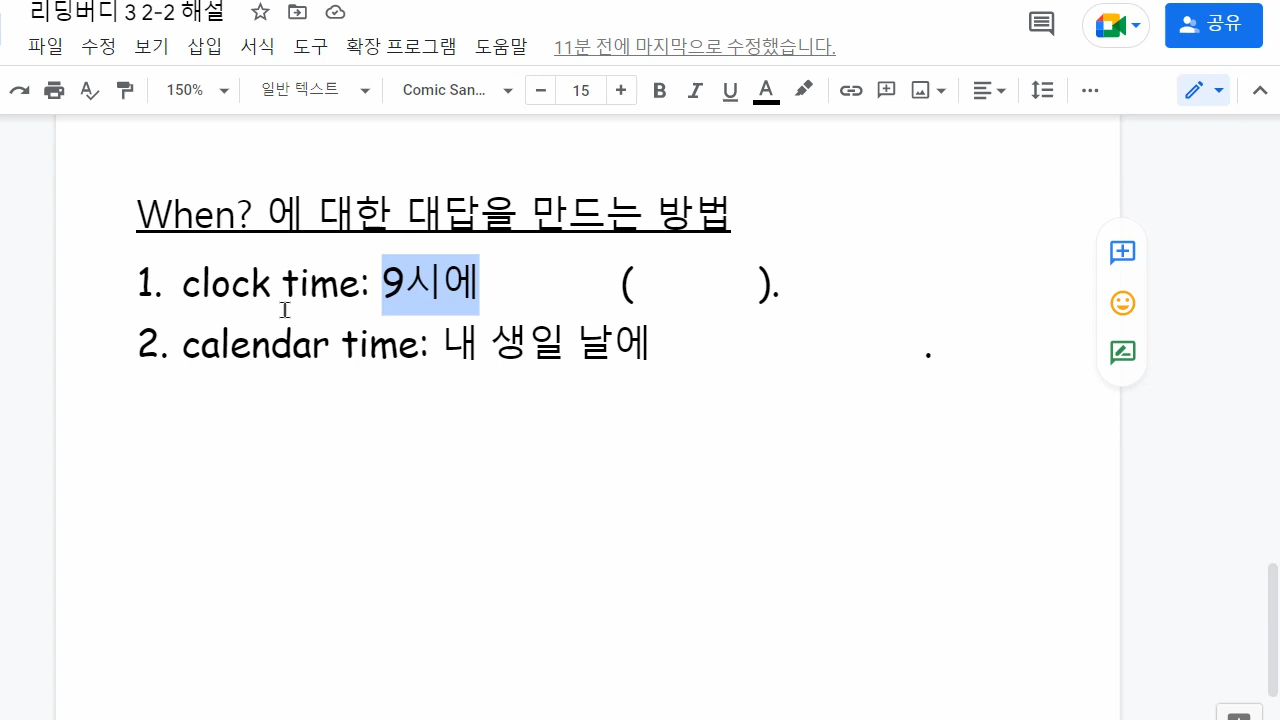 리딩버디 3 2-2 해설
파일 수정 보기 삽입 서식 도구 확장 프로그램 도움말 11분 전에 마지막으로 수정했습니다.
공유
150% 일반 텍스트 Comic San... 15 B I U A
When? 에 대한 대답을 만드는 방법
1. clock time: 9시에 ( ).
2. calendar time: 내 생일 날에 .